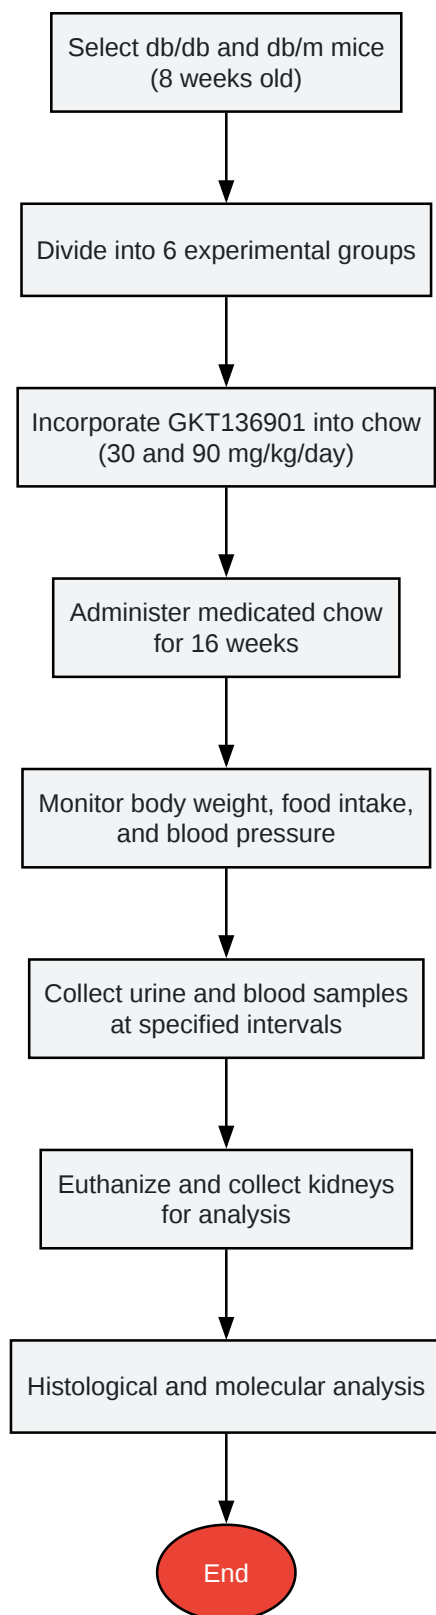 Select db/db and db/m mice
(8 weeks old)
Divide into 6 experimental groups
Incorporate GKT136901 into chow
(30 and 90 mg/kg/day)
Administer medicated chow
for 16 weeks
Monitor body weight, food intake,
and blood pressure
Collect urine and blood samples
at specified intervals
Euthanize and collect kidneys
for analysis
Histological and molecular analysis
End